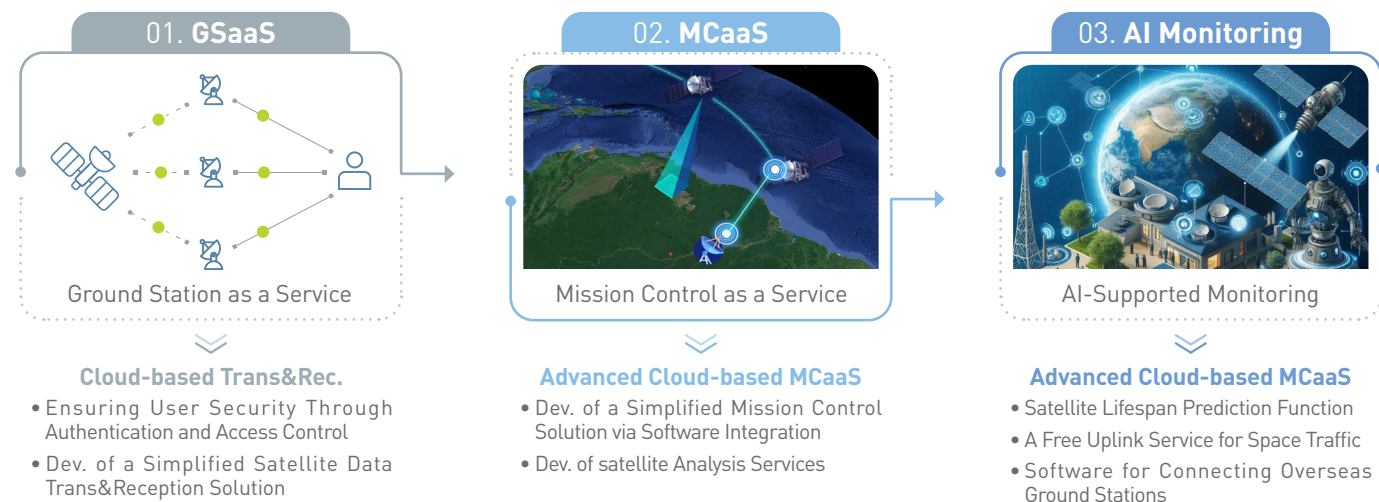 01. GSaaS
Ground Station as a Service
Cloud-based Trans&Rec.
• Ensuring User Security Through
Authentication and Access Control
• Dev. of a Simplified Satellite Data
Trans&Reception Solution
02. MCaaS
Mission Control as a Service
Advanced Cloud-based MCaaS
• Dev. of a Simplified Mission Control
Solution via Software Integration
• Dev. of satellite Analysis Services
03. AI Monitoring
AI-Supported Monitoring
Advanced Cloud-based MCaaS
• Satellite Lifespan Prediction Function
• A Free Uplink Service for Space Traffic
• Software for Connecting Overseas
Ground Stations